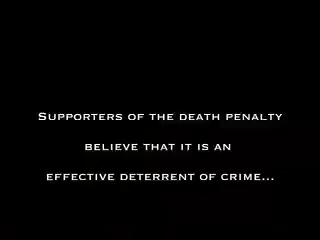 Supporters of the death penalty
believe that it is an
effective deterrent of crime...